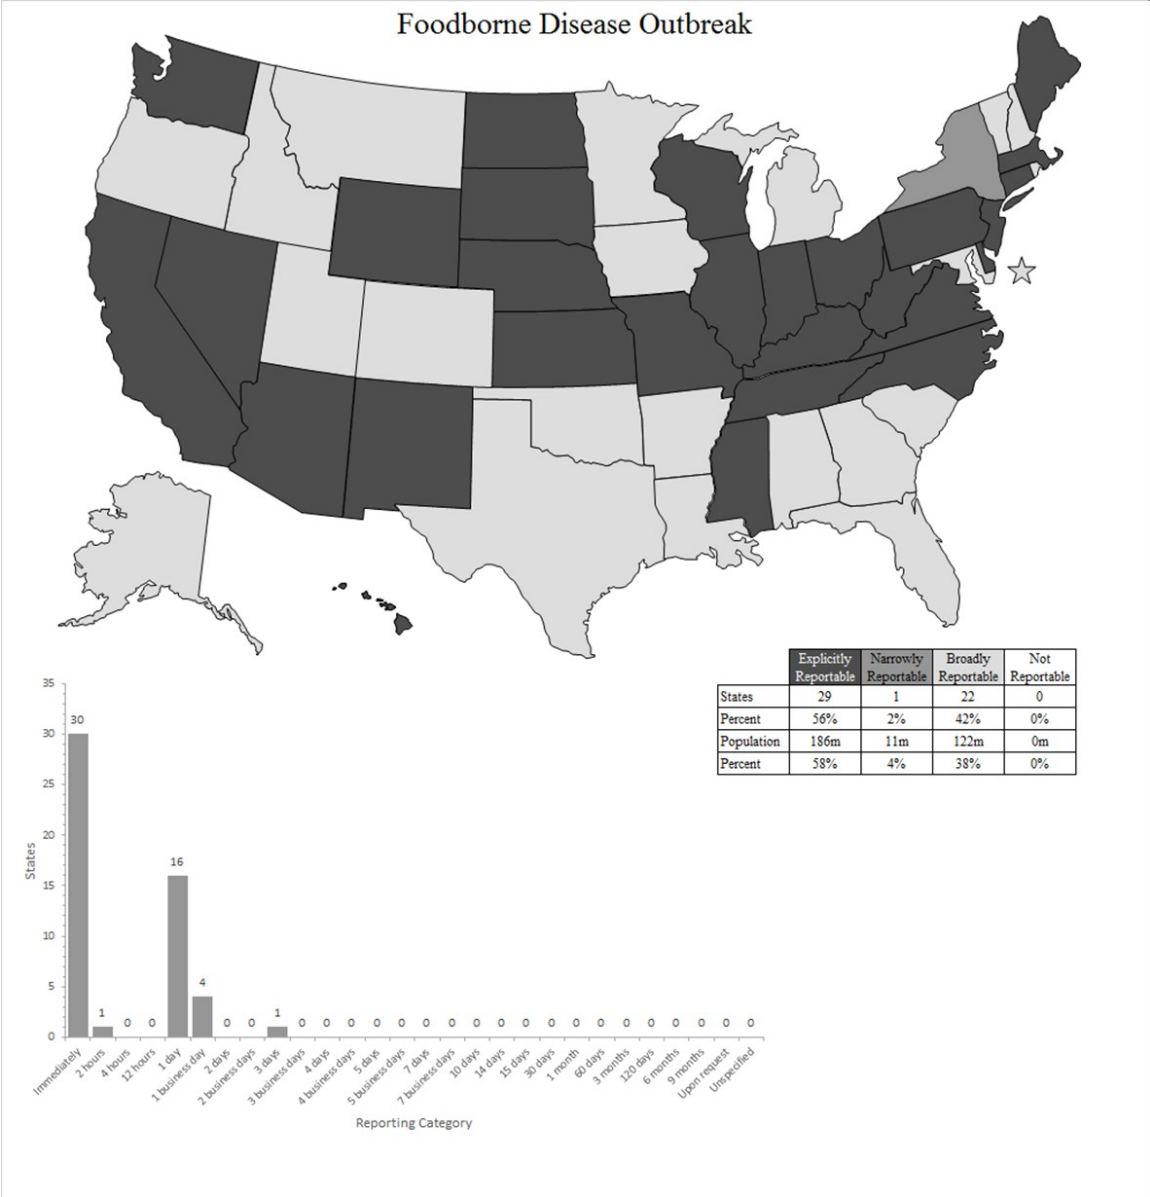 Foodborne Disease Outbreak
Explicitly Reportable Narrowly Reportable Broadly Reportable Not Reportable
States 29 1 22 0
Percent 56% 2% 42% 0%
Population 186m 11m 122m 0m
Percent 58% 4% 38% 0%
35
30
25
20
15
10
5
0
States
30 1 0 0 16 4 0 0 1 0 0 0 0 0 0 0 0 0 0 0 0 0 0 0 0 0 0 0
Immediately
2 hours
4 hours
12 hours
1 day
1 business day
2 days
2 business days
3 days
3 business days
4 days
4 business days
5 days
5 business days
7 days
7 business days
10 days
14 days
15 days
30 days
1 month
60 days
3 months
120 days
6 months
9 months
Upon request
Unspecified
Reporting Category